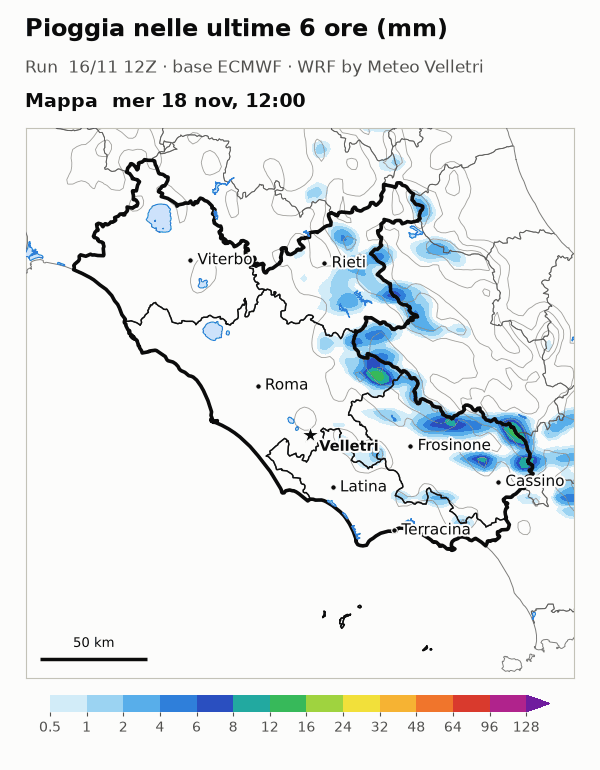 Pioggia nelle ultime 6 ore (mm)
Run  16/11 12Z · base ECMWF · WRF by Meteo Velletri
Mappa  mer 18 nov, 12:00
Viterbo
Rieti
Roma
Velletri
Frosinone
Cassino
Latina
Terracina
50 km
0.5 1 2 4 6 8 12 16 24 32 48 64 96 128